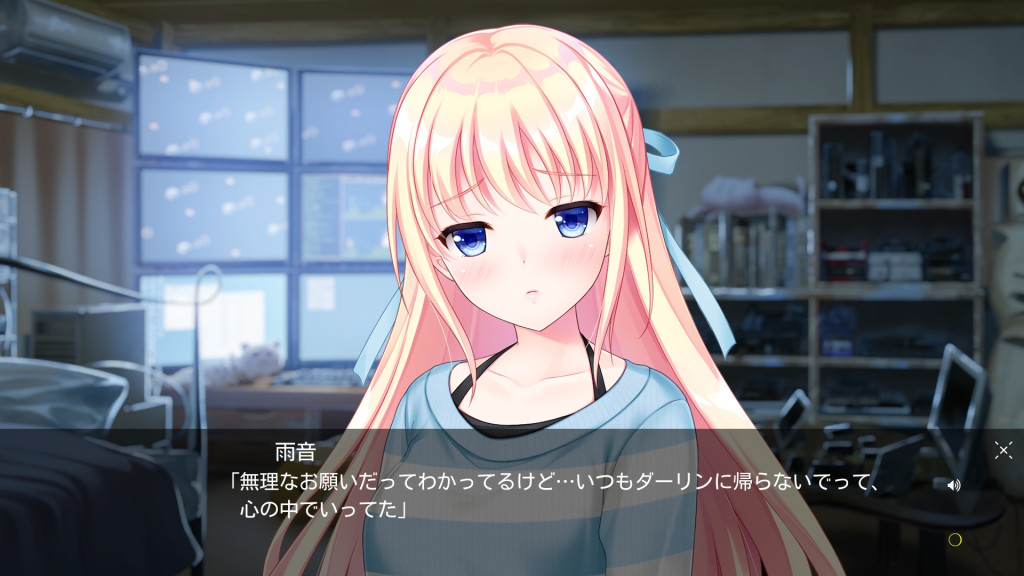 雨音
「無理なお願いだってわかってるけど…いつもダーリンに帰らないでって、
心の中でいってた」